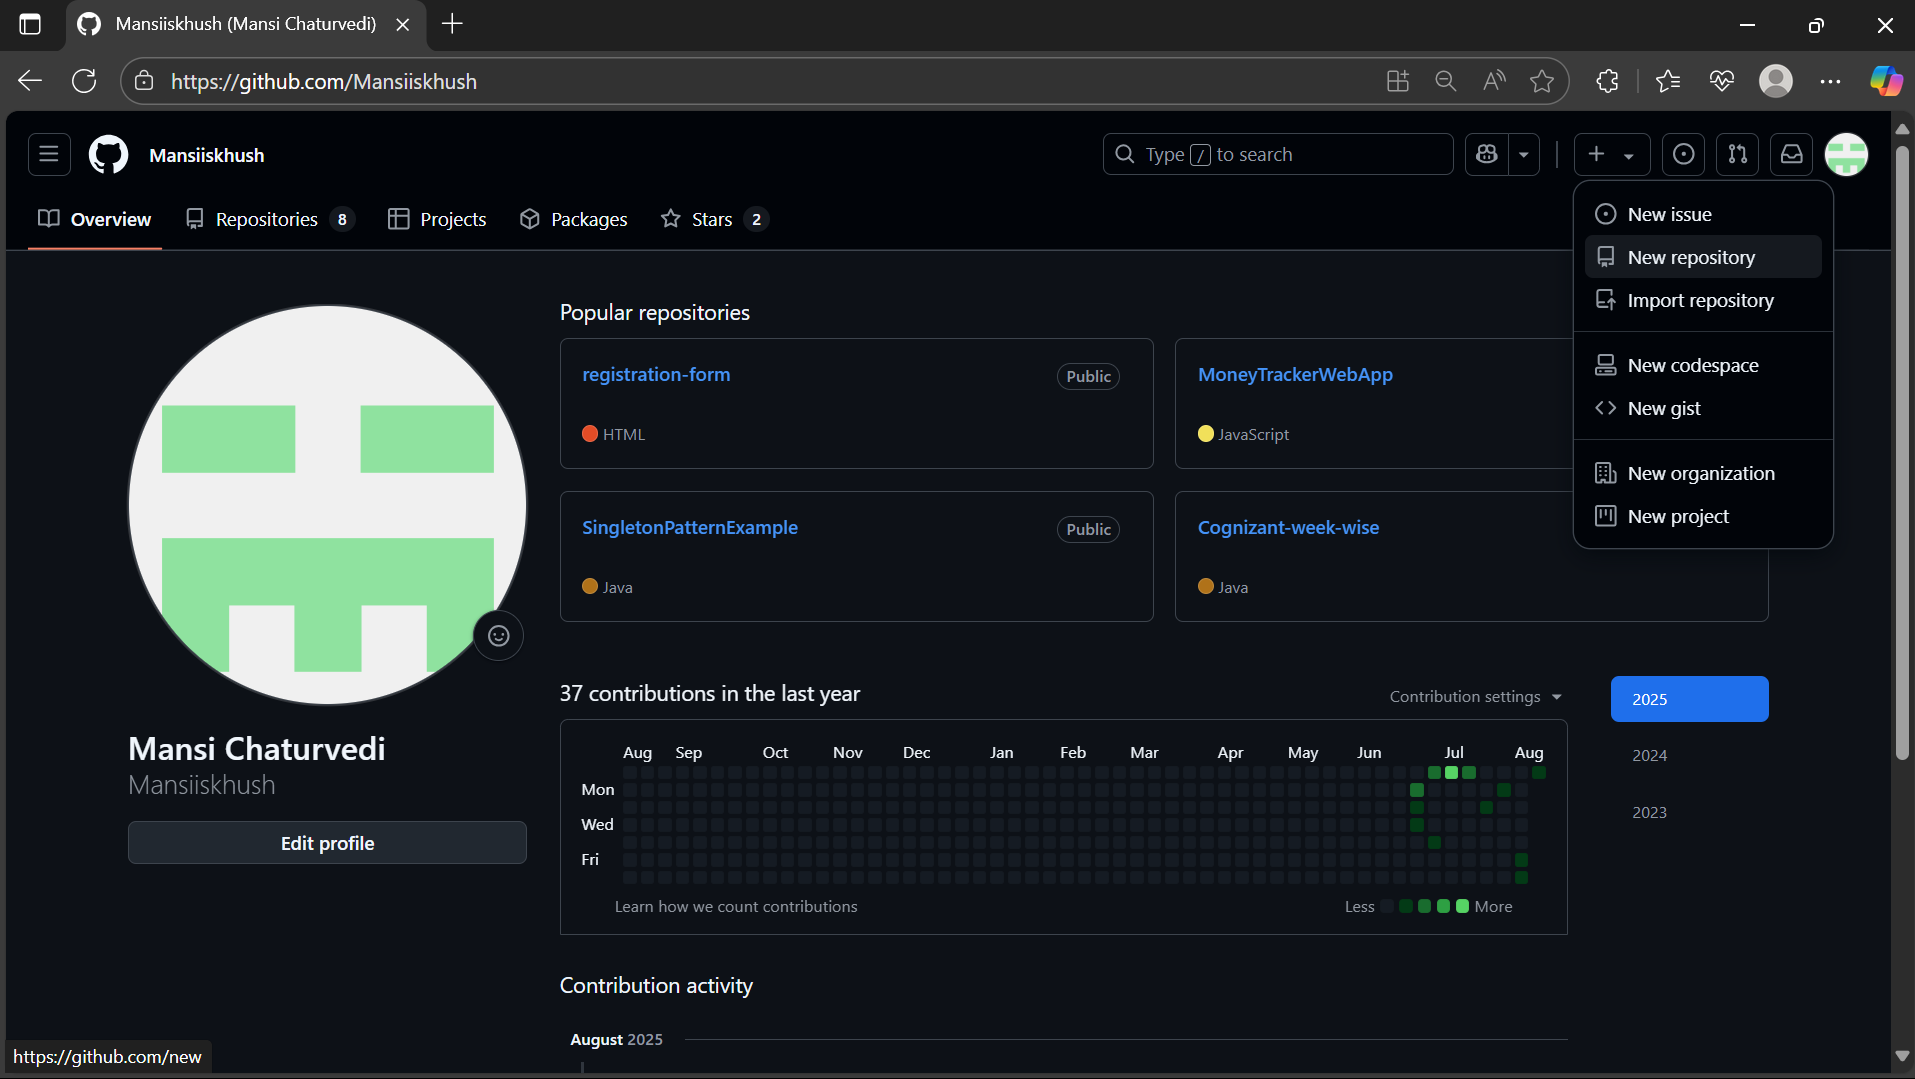 Mansiiskhush (Mansi Chaturvedi)
https://github.com/Mansiiskhush
Mansiiskhush
Type / to search
Overview
Repositories 8
Projects
Packages
Stars 2
New issue
New repository
Import repository
New codespace
New gist
New organization
New project
Popular repositories
registration-form
Public
HTML
MoneyTrackerWebApp
JavaScript
SingletonPatternExample
Public
Java
Cognizant-week-wise
Java
Mansi Chaturvedi
Mansiiskhush
Edit profile
37 contributions in the last year
Contribution settings
2025
2024
2023
Aug Sep Oct Nov Dec Jan Feb Mar Apr May Jun Jul Aug
Mon
Wed
Fri
Learn how we count contributions
Less More
Contribution activity
August 2025
https://github.com/new